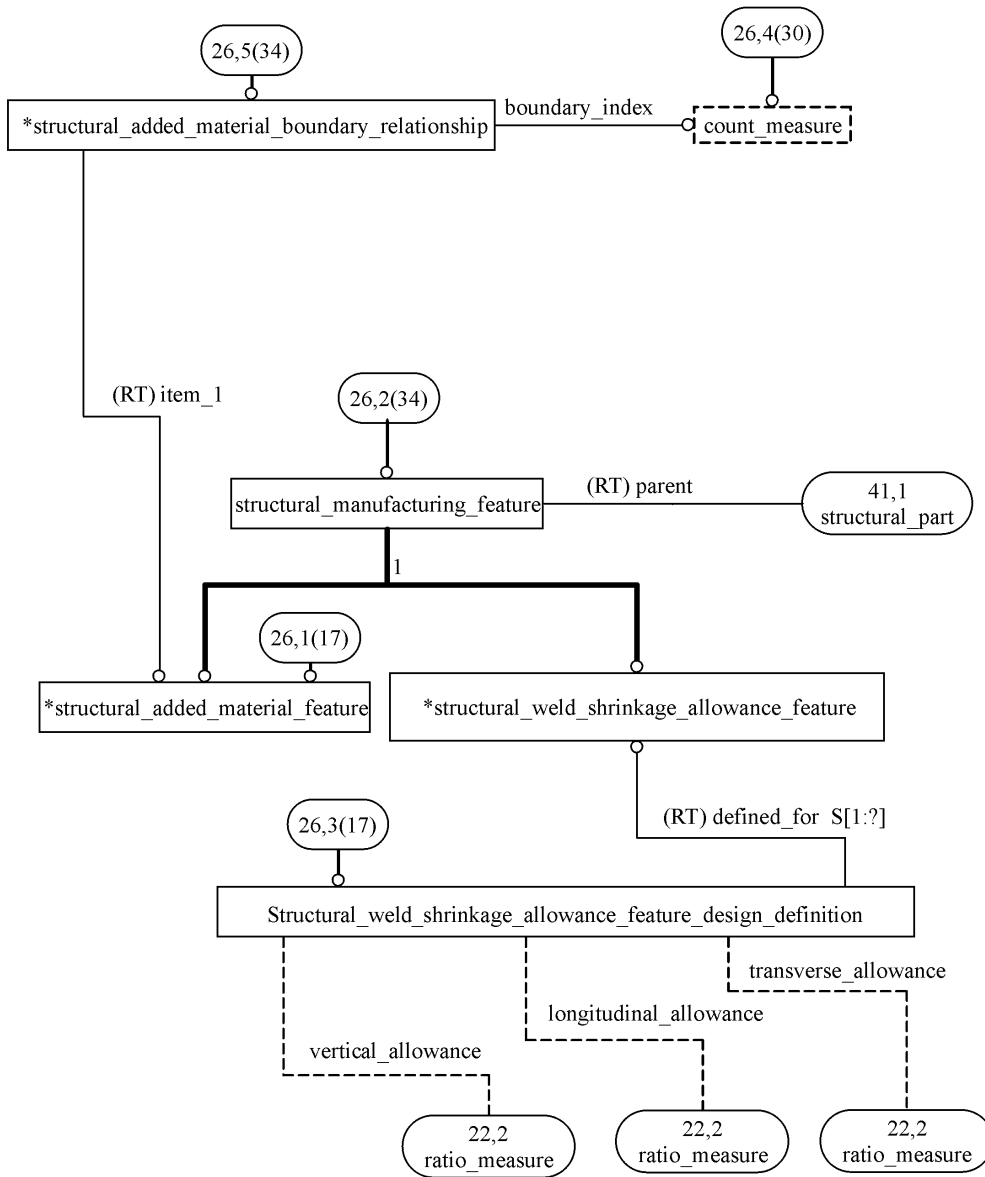 26,5(34)
26,4(30)
*structural_added_material_boundary_relationship
boundary_index
count_measure
(RT) item_1
26,2(34)
structural_manufacturing_feature
(RT) parent
41,1
structural_part
1
26,1(17)
*structural_added_material_feature
*structural_weld_shrinkage_allowance_feature
26,3(17)
(RT) defined_for S[1:?]
Structural_weld_shrinkage_allowance_feature_design_definition
transverse_allowance
longitudinal_allowance
vertical_allowance
22,2
ratio_measure
22,2
ratio_measure
22,2
ratio_measure